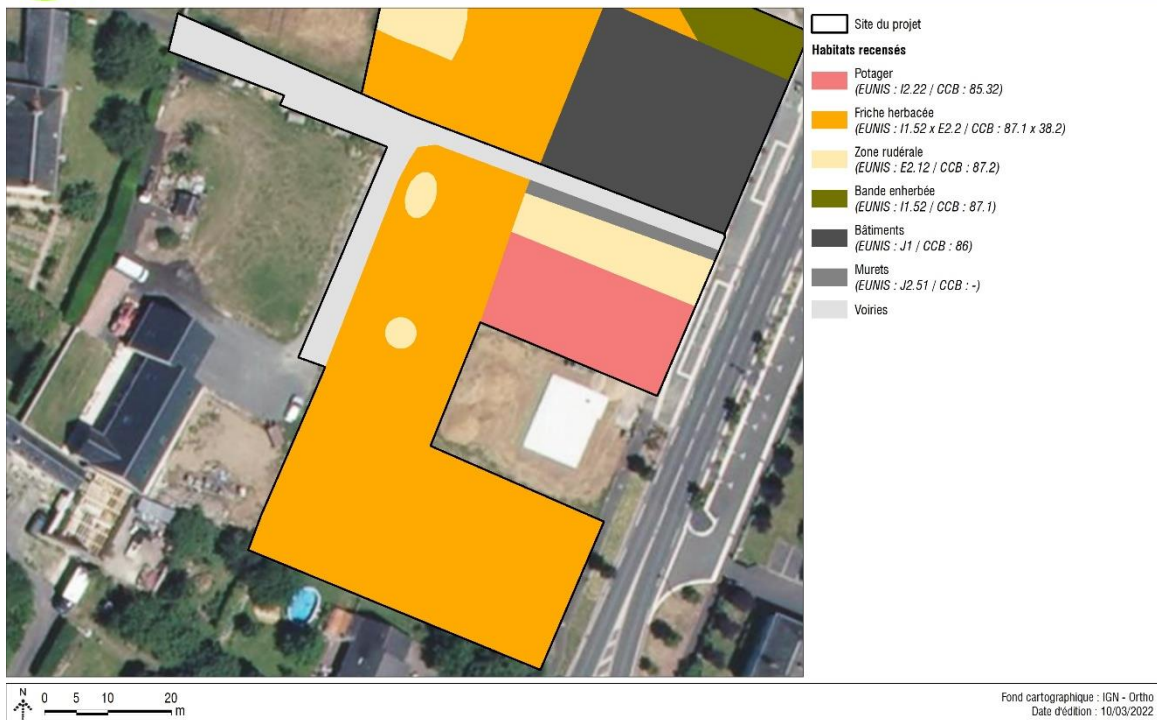 Site du projet
Habitats recensés
Potager
(EUNIS : I2.22 / CCB : 85.32)
Friche herbacée
(EUNIS : I1.52 x E2.2 / CCB : 87.1 x 38.2)
Zone rudérale
(EUNIS : E2.12 / CCB : 87.2)
Bande enherbée
(EUNIS : I1.52 / CCB : 87.1)
Bâtiments
(EUNIS : J1 / CCB : 86)
Murets
(EUNIS : J2.51 / CCB : -)
Voiries
N
0 5 10 20
m
Fond cartographique : IGN - Ortho
Date d'édition : 10/03/2022